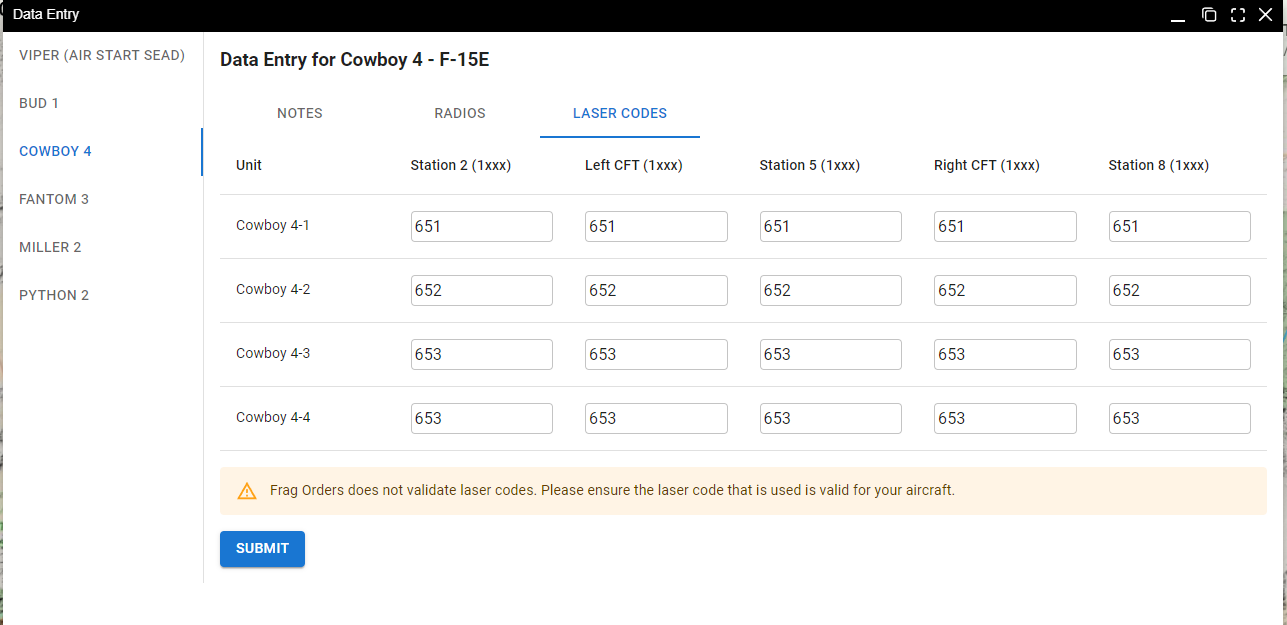 Data Entry
VIPER (AIR START SEAD)
BUD 1
COWBOY 4
FANTOM 3
MILLER 2
PYTHON 2
Data Entry for Cowboy 4 - F-15E
NOTES RADIOS LASER CODES
Unit Station 2 (1xxx) Left CFT (1xxx) Station 5 (1xxx) Right CFT (1xxx) Station 8 (1xxx)
Cowboy 4-1 651 651 651 651 651
Cowboy 4-2 652 652 652 652 652
Cowboy 4-3 653 653 653 653 653
Cowboy 4-4 653 653 653 653 653
Frag Orders does not validate laser codes. Please ensure the laser code that is used is valid for your aircraft.
SUBMIT